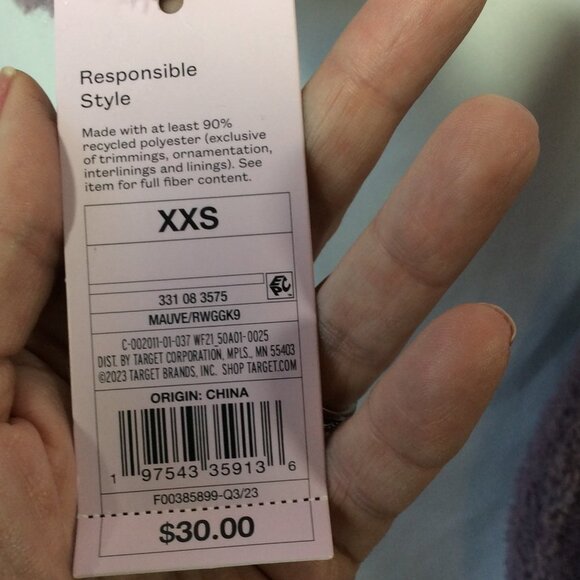 Responsible
Style
Made with at least 90%
recycled polyester (exclusive
of trimmings, ornamentation,
interlinings and linings). See
item for full fiber content.
XXS
EPC
331 08 3575
MAUVE/RWGGK9
C-002011-01-037 WF21_50A01-0025
DIST. BY TARGET CORPORATION, MPLS., MN 55403
©2023 TARGET BRANDS, INC. SHOP TARGET.COM
ORIGIN: CHINA
1 97543 35913 6
F00385899-Q3/23
$30.00